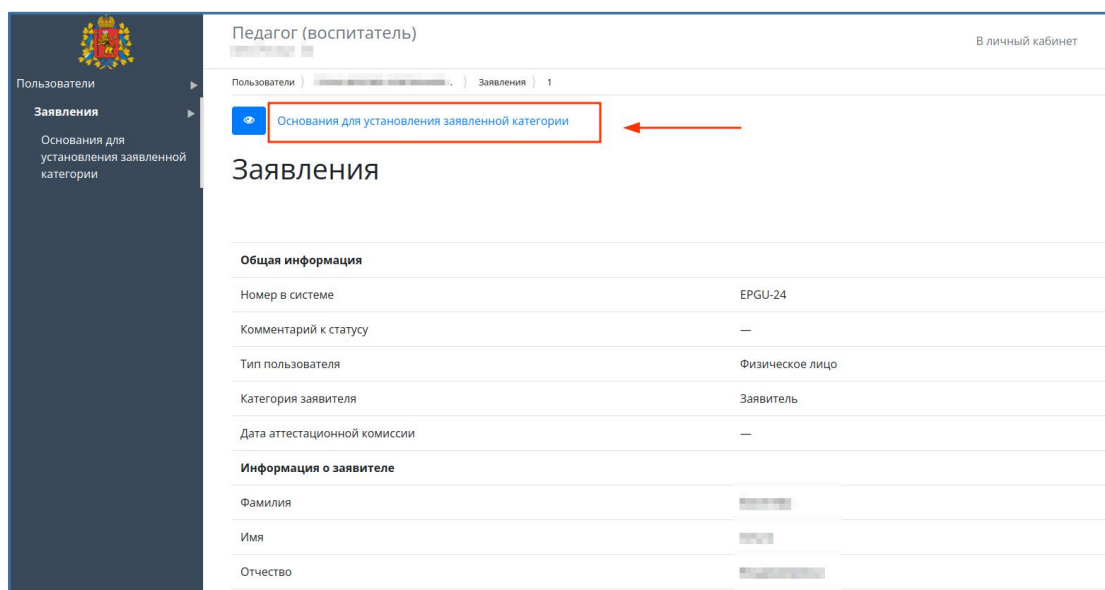 Педагог (воспитатель)
В личный кабинет
Пользователи
Заявления
Основания для
установления заявленной
категории
Пользователи
Заявления
1
Основания для установления заявленной категории
Заявления
Общая информация
Номер в системе EPGU-24
Комментарий к статусу —
Тип пользователя Физическое лицо
Категория заявителя Заявитель
Дата аттестационной комиссии —
Информация о заявителе
Фамилия
Имя
Отчество